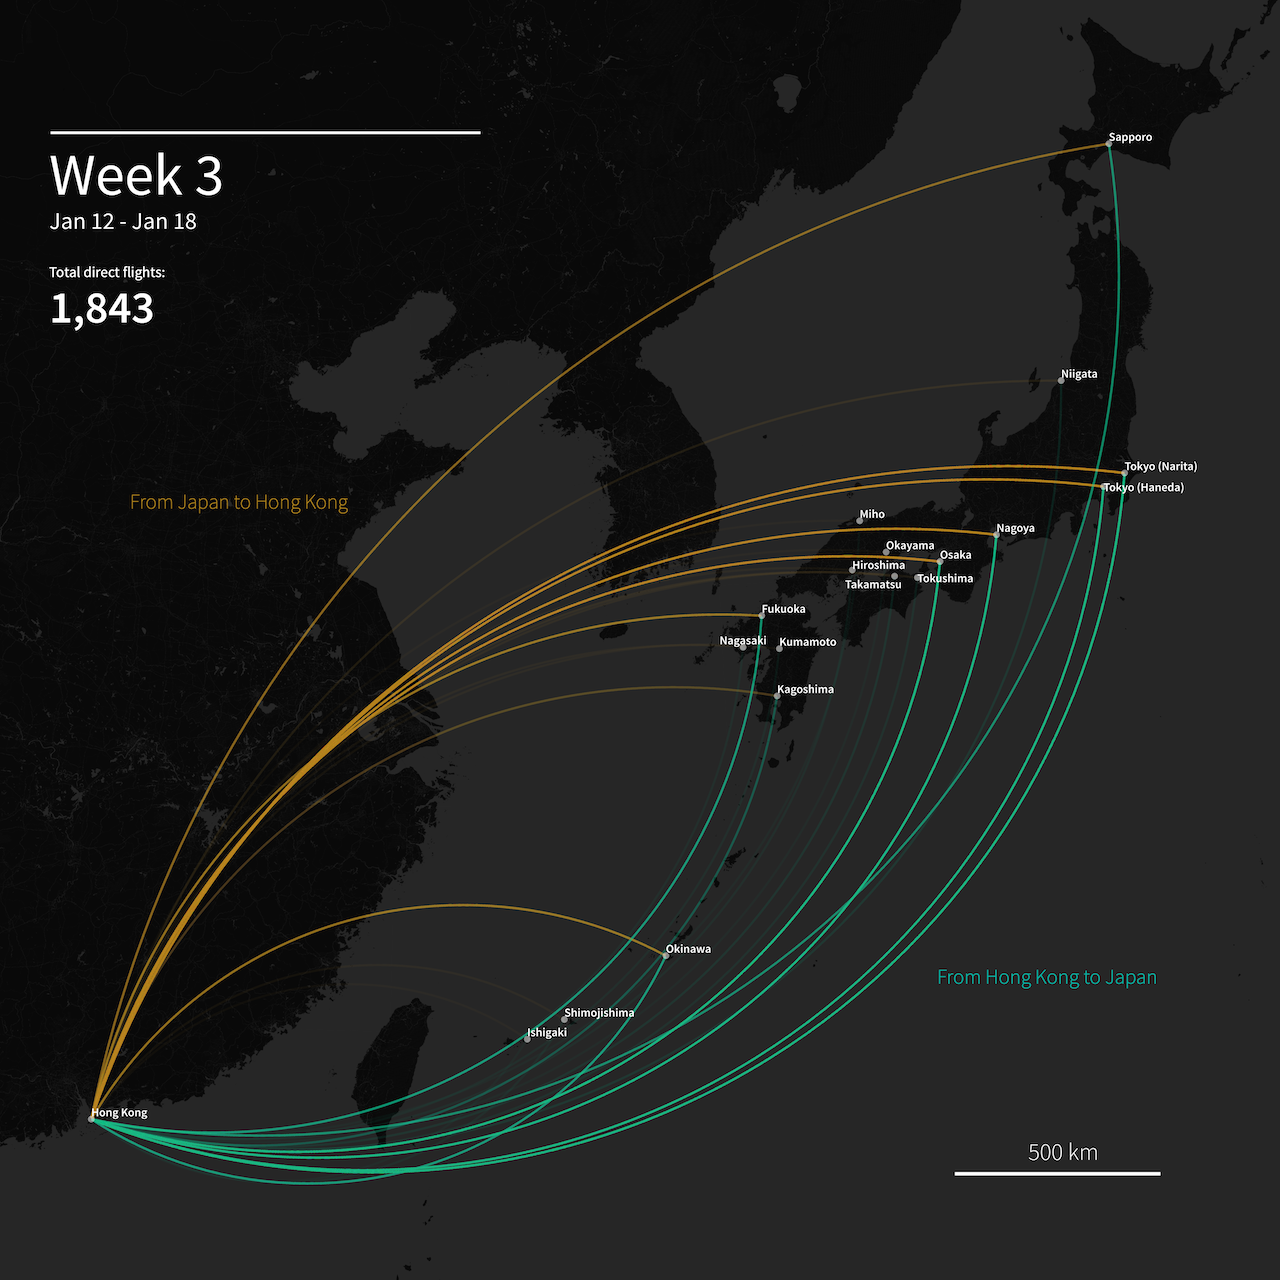 Week 3
Jan 12 - Jan 18
Total direct flights:
1,843
Sapporo
Niigata
Tokyo (Narita)
Tokyo (Haneda)
From Japan to Hong Kong
Miho
Nagoya
Okayama
Osaka
Hiroshima
Takamatsu
Tokushima
Fukuoka
Nagasaki
Kumamoto
Kagoshima
Okinawa
From Hong Kong to Japan
Shimojishima
Ishigaki
Hong Kong
500 km